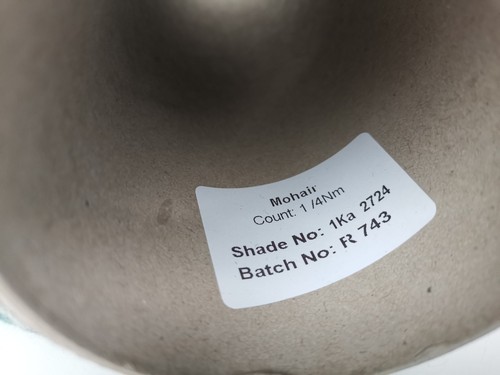 Mohair
Count: 1 /4Nm
Shade No: 1Ka 2724
Batch No: R 743